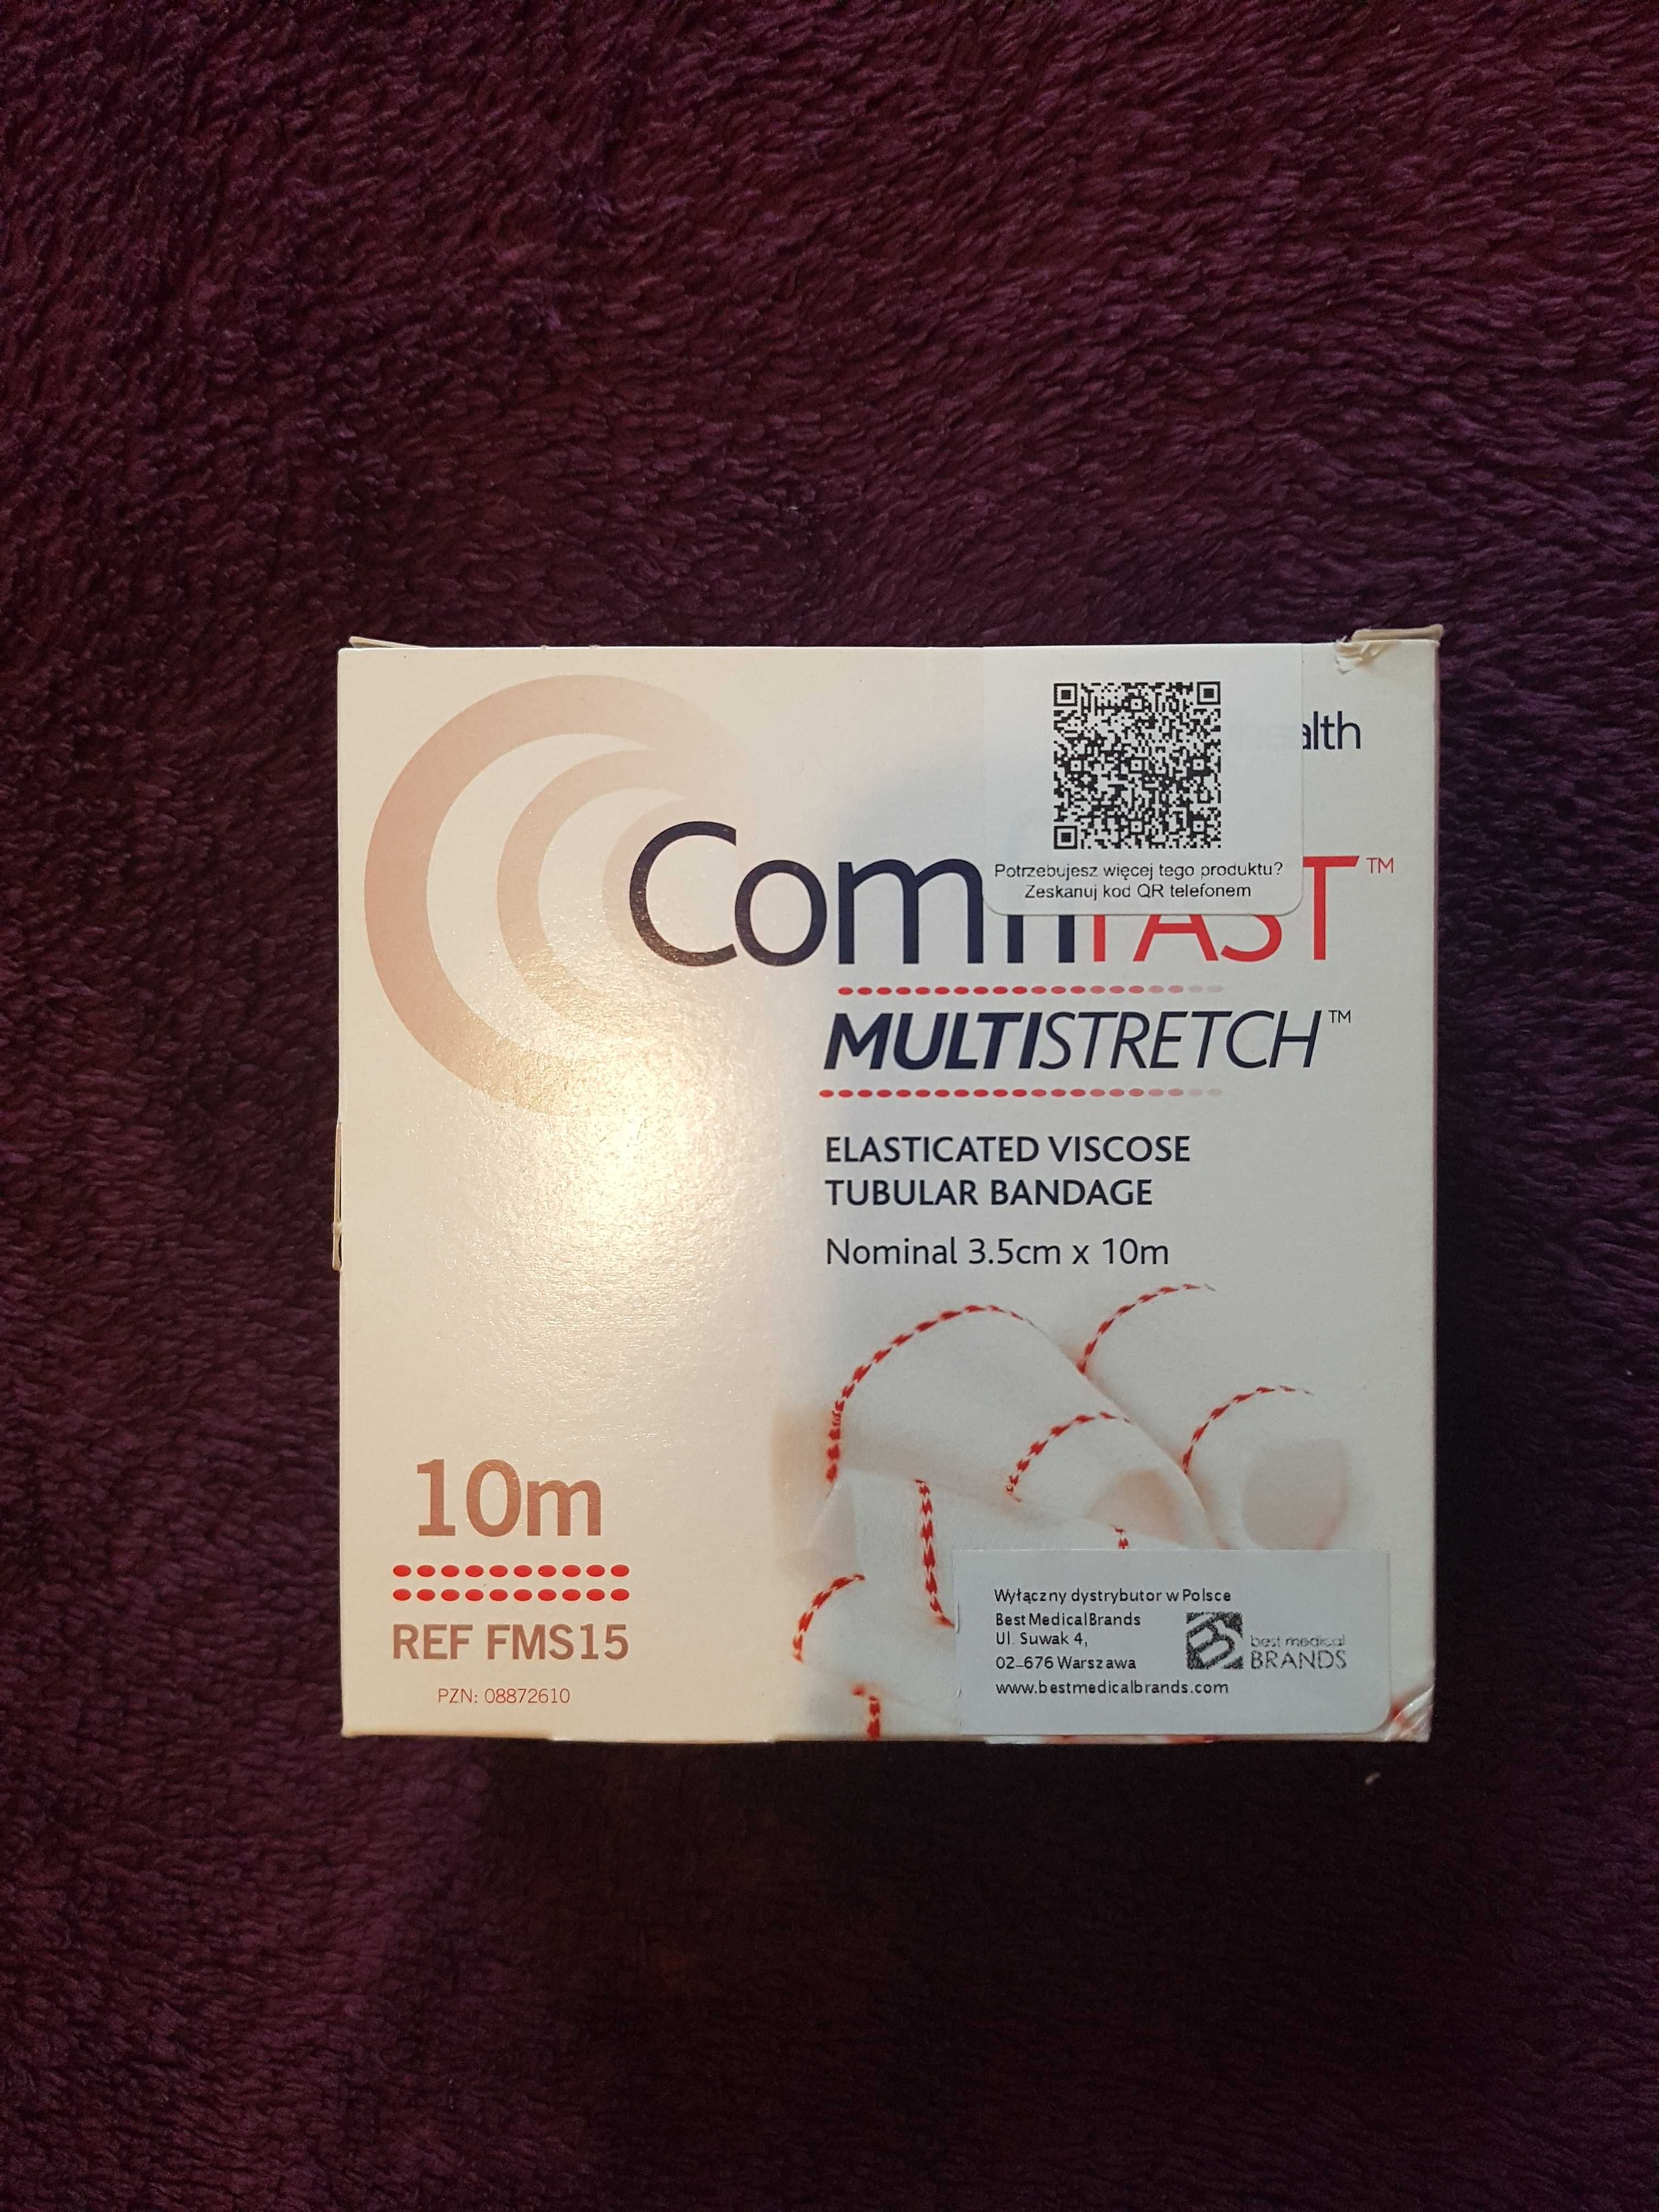 alth
Potrzebujesz więcej tego produktu?
Zeskanuj kod QR telefonem
ComfiFAST™
MULTISTRETCH™
ELASTICATED VISCOSE
TUBULAR BANDAGE
Nominal 3.5cm x 10m
10m
REF FMS15
PZN: 08872610
Wyłączny dystrybutor w Polsce
Best Medical Brands
Ul. Suwak 4,
02-676 Warszawa
www.bestmedicalbrands.com
best medical
BRANDS